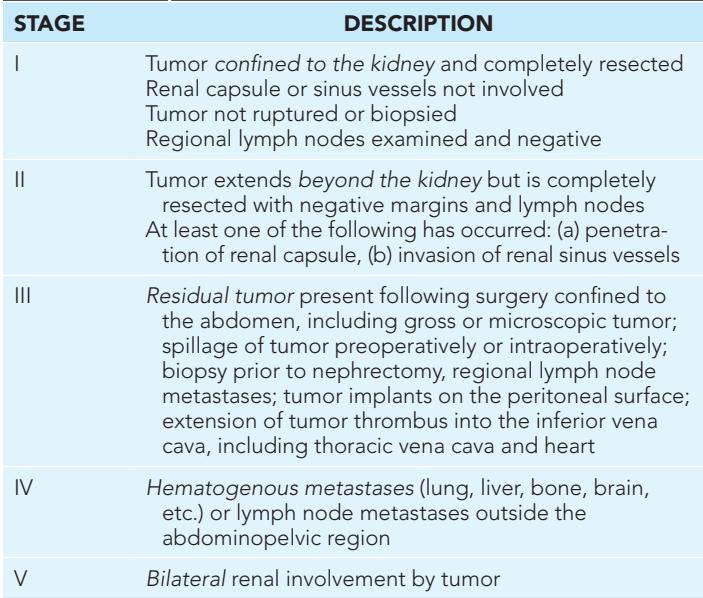 STAGE DESCRIPTION
I Tumor confined to the kidney and completely resected
Renal capsule or sinus vessels not involved
Tumor not ruptured or biopsied
Regional lymph nodes examined and negative
II Tumor extends beyond the kidney but is completely
resected with negative margins and lymph nodes
At least one of the following has occurred: (a) penetra-
tion of renal capsule, (b) invasion of renal sinus vessels
III Residual tumor present following surgery confined to
the abdomen, including gross or microscopic tumor;
spillage of tumor preoperatively or intraoperatively;
biopsy prior to nephrectomy, regional lymph node
metastases; tumor implants on the peritoneal surface;
extension of tumor thrombus into the inferior vena
cava, including thoracic vena cava and heart
IV Hematogenous metastases (lung, liver, bone, brain,
etc.) or lymph node metastases outside the
abdominopelvic region
V Bilateral renal involvement by tumor